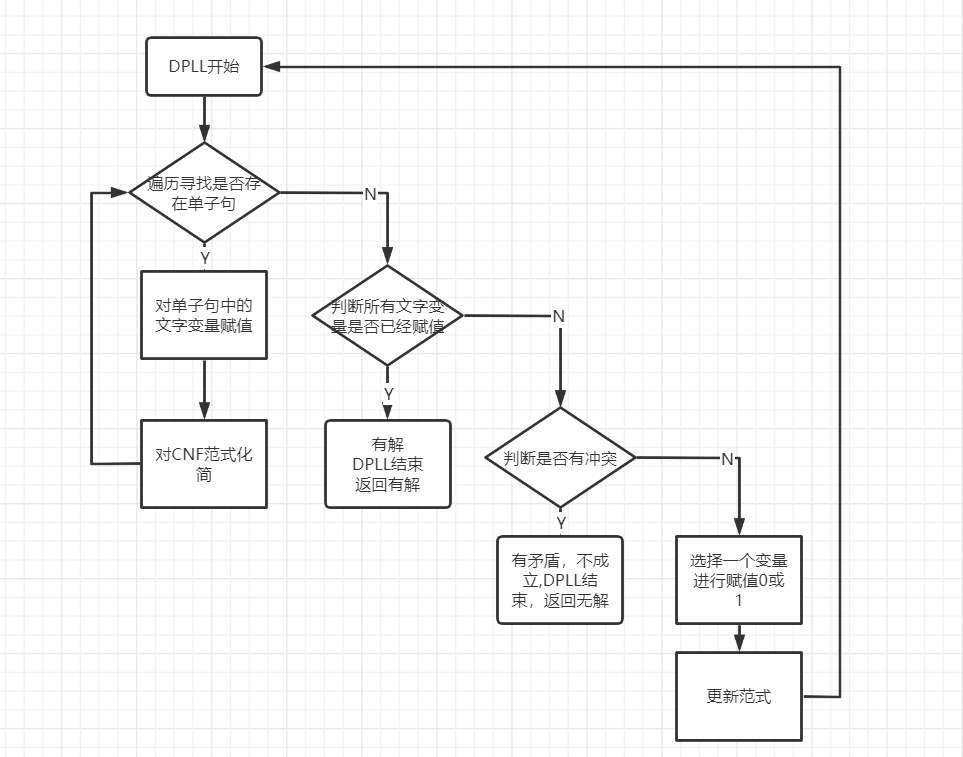 DPLL开始
遍历寻找是否存
在单子句
N
Y
对单子句中的
文字变量赋值
判断所有文字变
量是否已经赋值
N
Y
对CNF范式化
简
有解
DPLL结束
返回有解
判断是否有冲突
N
Y
有矛盾，不成
立,DPLL结
束，返回无解
选择一个变量
进行赋值0或
1
更新范式